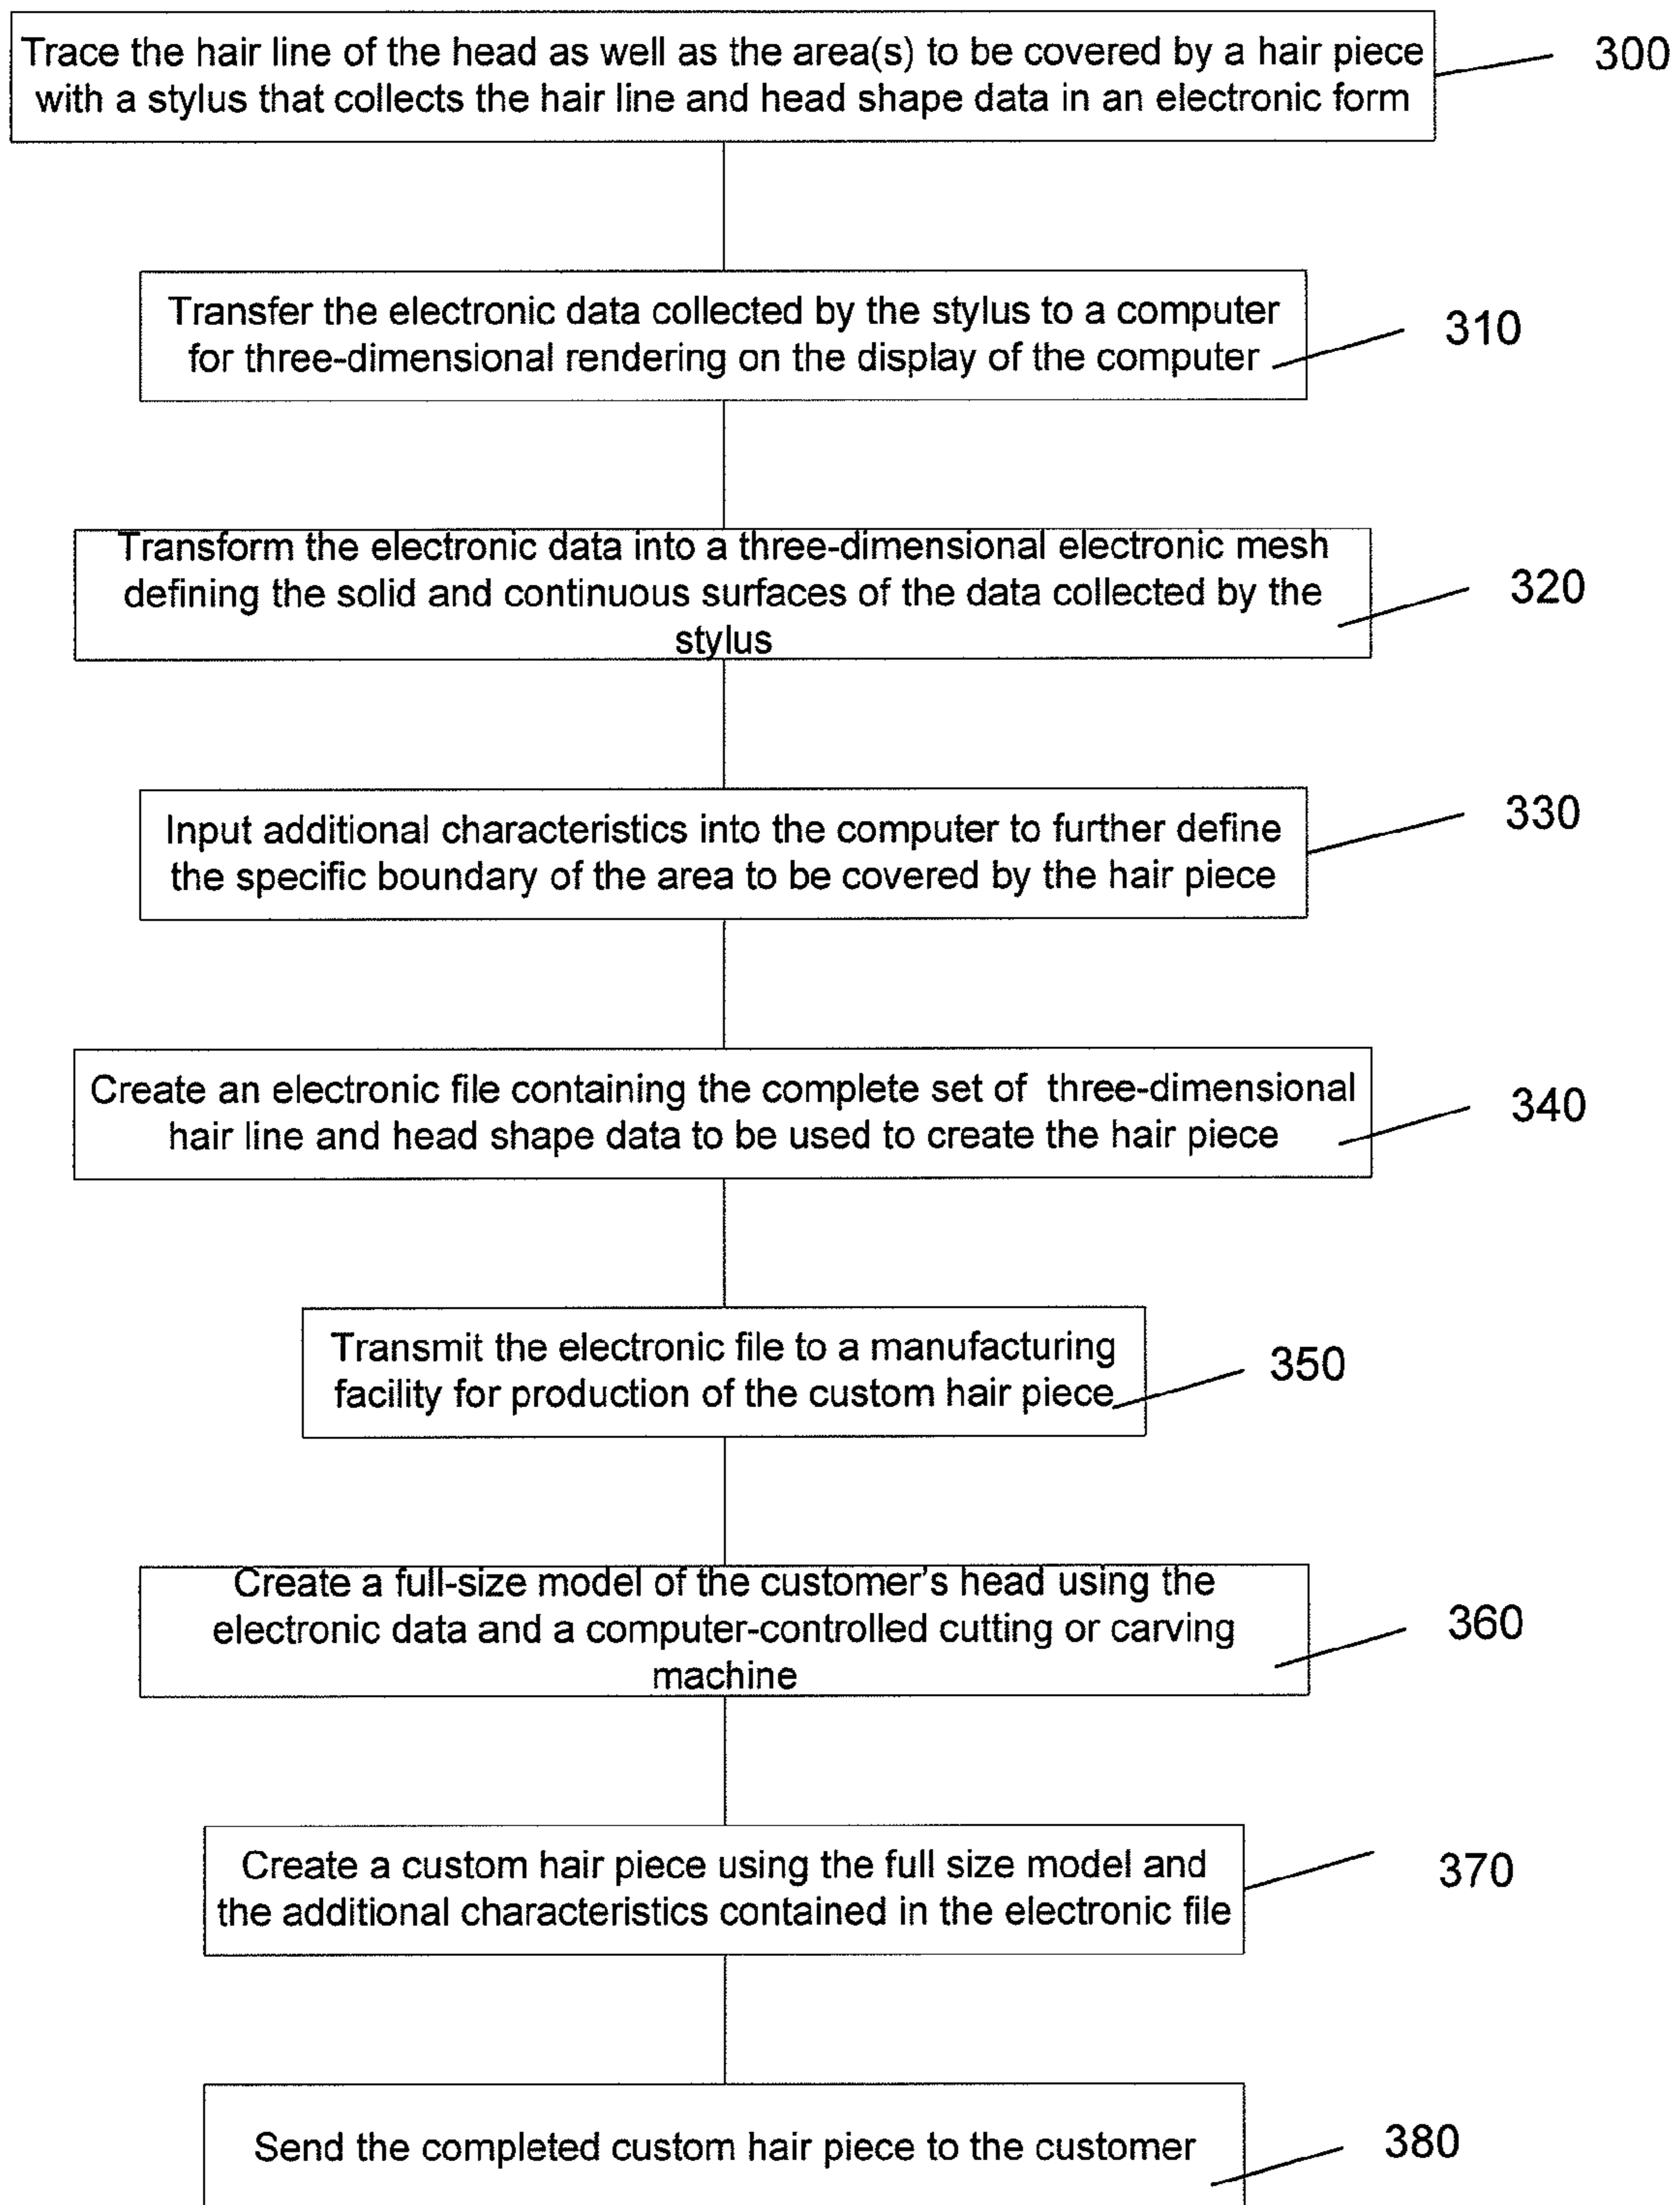 Trace the hair line of the head as well as the area(s) to be covered by a hair piece
with a stylus that collects the hair line and head shape data in an electronic form
300
Transfer the electronic data collected by the stylus to a computer
for three-dimensional rendering on the display of the computer
310
Transform the electronic data into a three-dimensional electronic mesh
defining the solid and continuous surfaces of the data collected by the
stylus
320
Input additional characteristics into the computer to further define
the specific boundary of the area to be covered by the hair piece
330
Create an electronic file containing the complete set of three-dimensional
hair line and head shape data to be used to create the hair piece
340
Transmit the electronic file to a manufacturing
facility for production of the custom hair piece
350
Create a full-size model of the customer's head using the
electronic data and a computer-controlled cutting or carving
machine
360
Create a custom hair piece using the full size model and
the additional characteristics contained in the electronic file
370
Send the completed custom hair piece to the customer
380